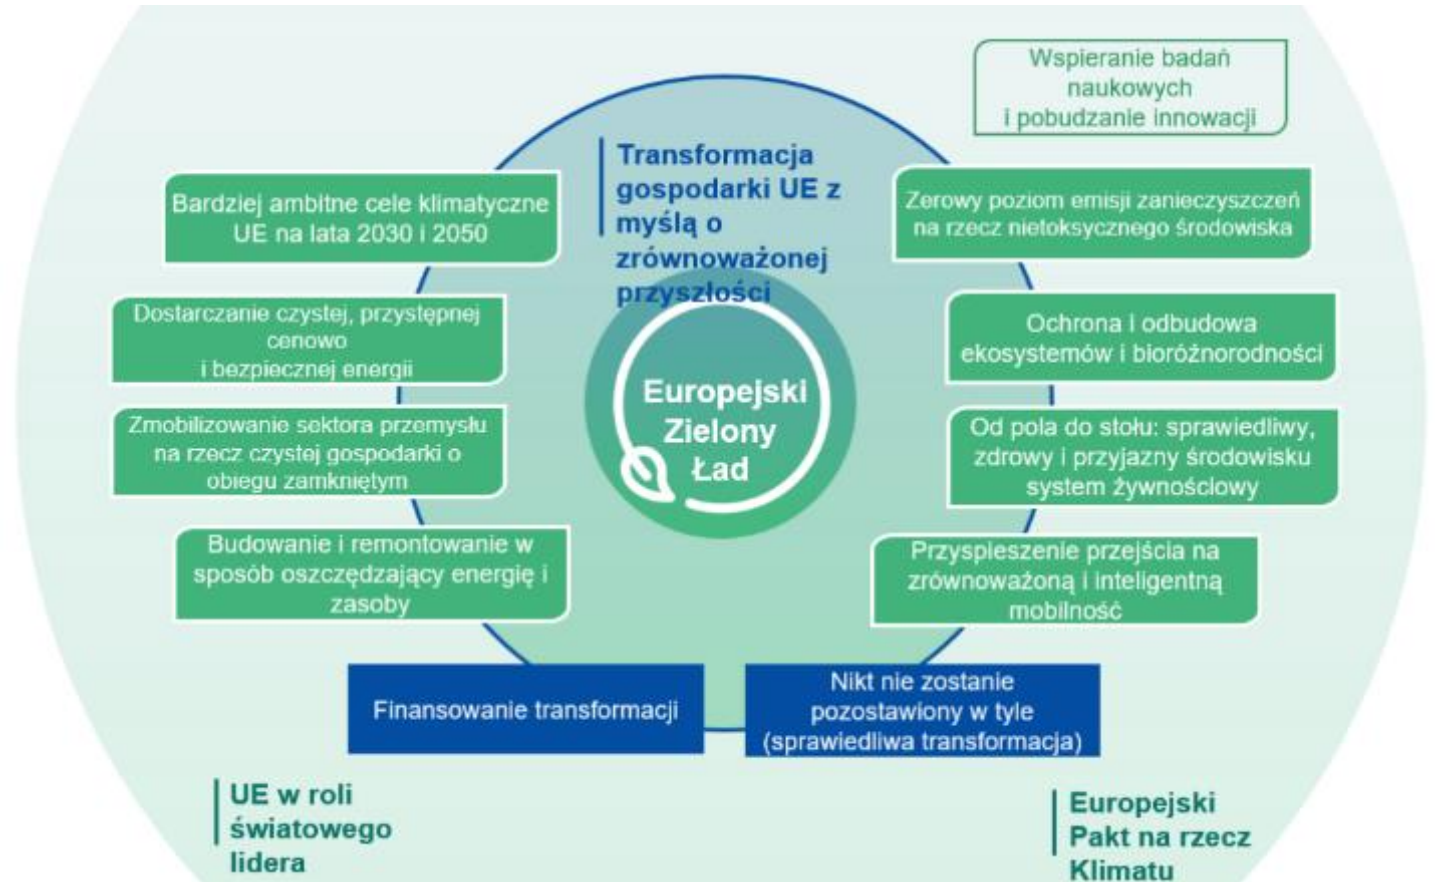 Wspieranie badań
naukowych
i pobudzanie innowacji
Transformacja
gospodarki UE z
myślą o
zrównoważonej
przyszłości
Bardziej ambitne cele klimatyczne
UE na lata 2030 i 2050
Zerowy poziom emisji zanieczyszczeń
na rzecz nietoksycznego środowiska
Dostarczanie czystej, przystępnej
cenowo
i bezpiecznej energii
Ochrona i odbudowa
ekosystemów i bioróżnorodności
Europejski
Zielony
Ład
Zmobilizowanie sektora przemysłu
na rzecz czystej gospodarki o
obiegu zamkniętym
Od pola do stołu: sprawiedliwy,
zdrowy i przyjazny środowisku
system żywnościowy
Budowanie i remontowanie w
sposób oszczędzający energię i
zasoby
Przyspieszenie przejścia na
zrównoważoną i inteligentną
mobilność
Finansowanie transformacji
Nikt nie zostanie
pozostawiony w tyle
(sprawiedliwa transformacja)
UE w roli
światowego
lidera
Europejski
Pakt na rzecz
Klimatu